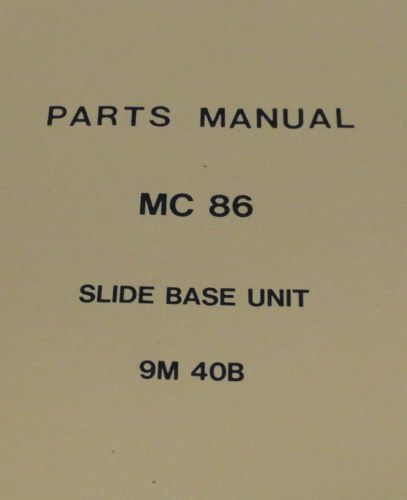 PARTS MANUAL
MC 86
SLIDE BASE UNIT
9M 40B